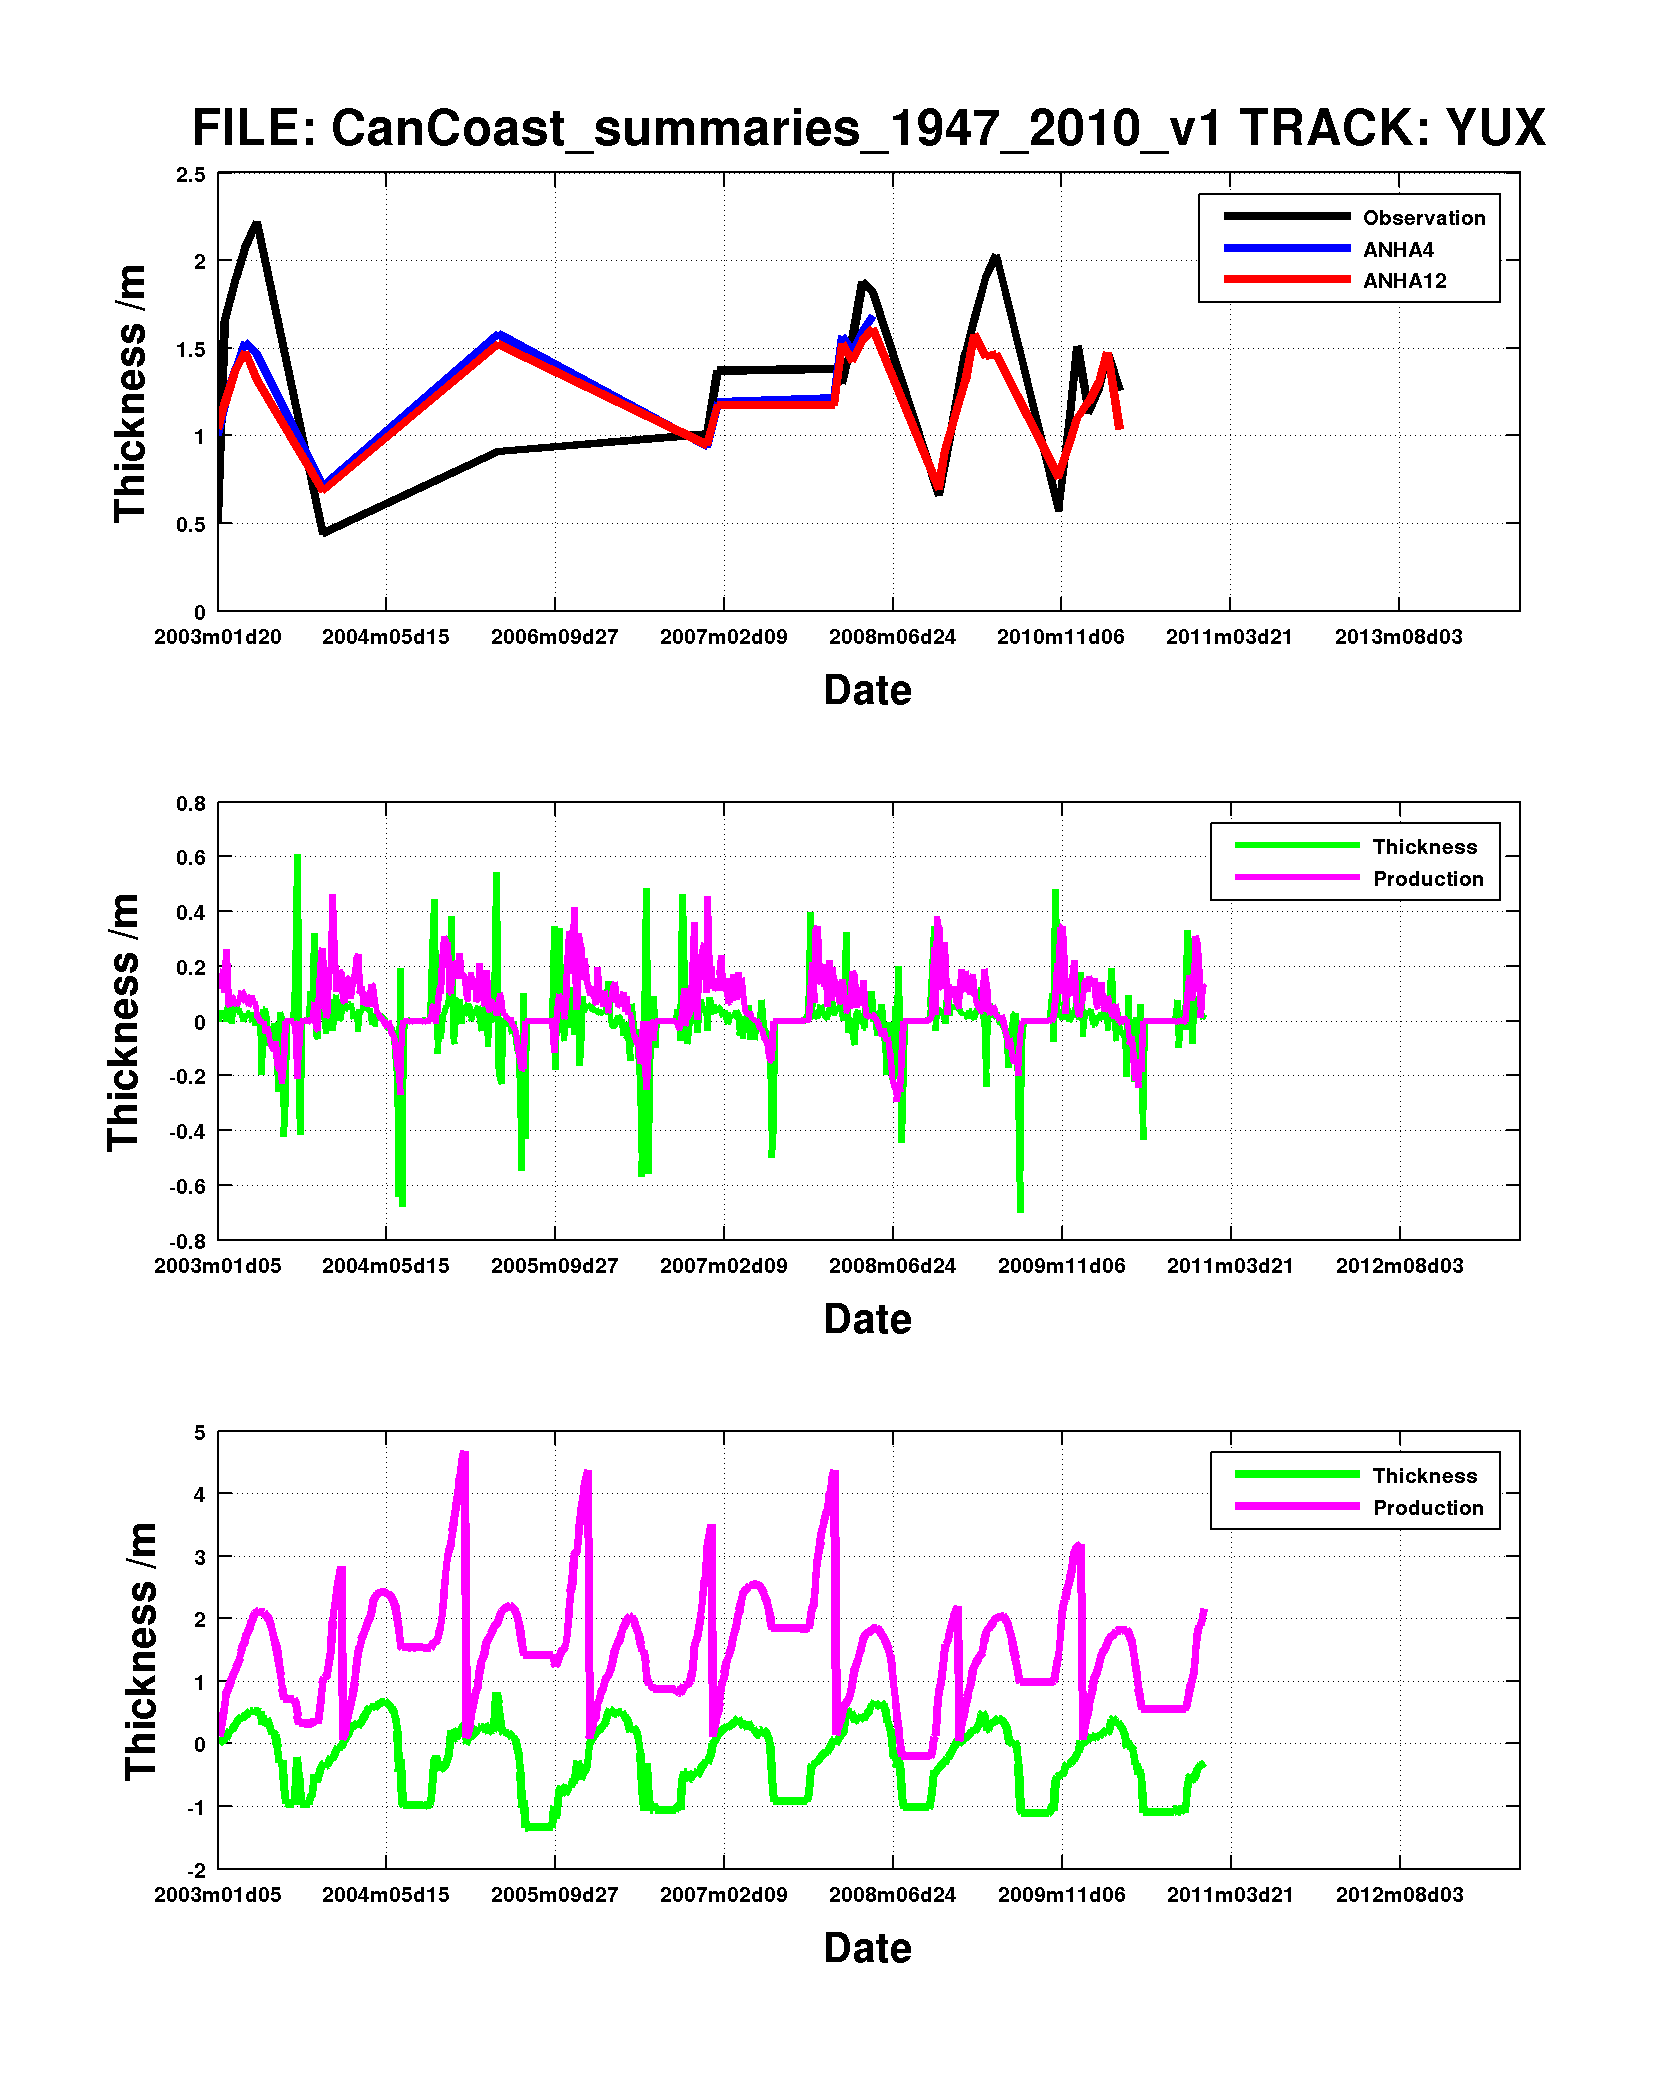 FILE: CanCoast_summaries_1947_2010_v1 TRACK: YUX
2.5
2
1.5
1
0.5
0
Thickness /m
Observation
ANHA4
ANHA12
2003m01d20 2004m05d15 2006m09d27 2007m02d09 2008m06d24 2010m11d06 2011m03d21 2013m08d03
Date
0.8
0.6
0.4
0.2
0
-0.2
-0.4
-0.6
-0.8
Thickness /m
Thickness
Production
2003m01d05 2004m05d15 2005m09d27 2007m02d09 2008m06d24 2009m11d06 2011m03d21 2012m08d03
Date
5
4
3
2
1
0
-1
-2
Thickness /m
Thickness
Production
2003m01d05 2004m05d15 2005m09d27 2007m02d09 2008m06d24 2009m11d06 2011m03d21 2012m08d03
Date